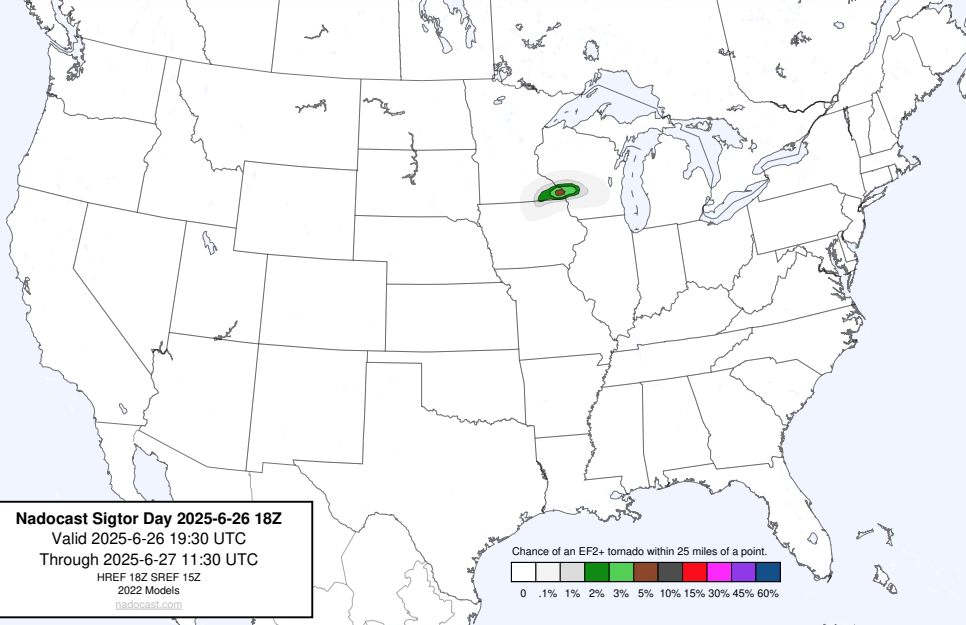 Nadocast Sigtor Day 2025-6-26 18Z
Valid 2025-6-26 19:30 UTC
Through 2025-6-27 11:30 UTC
HREF 18Z SREF 15Z
2022 Models
nadocast.com
Chance of an EF2+ tornado within 25 miles of a point.
0 .1% 1% 2% 3% 5% 10% 15% 30% 45% 60%